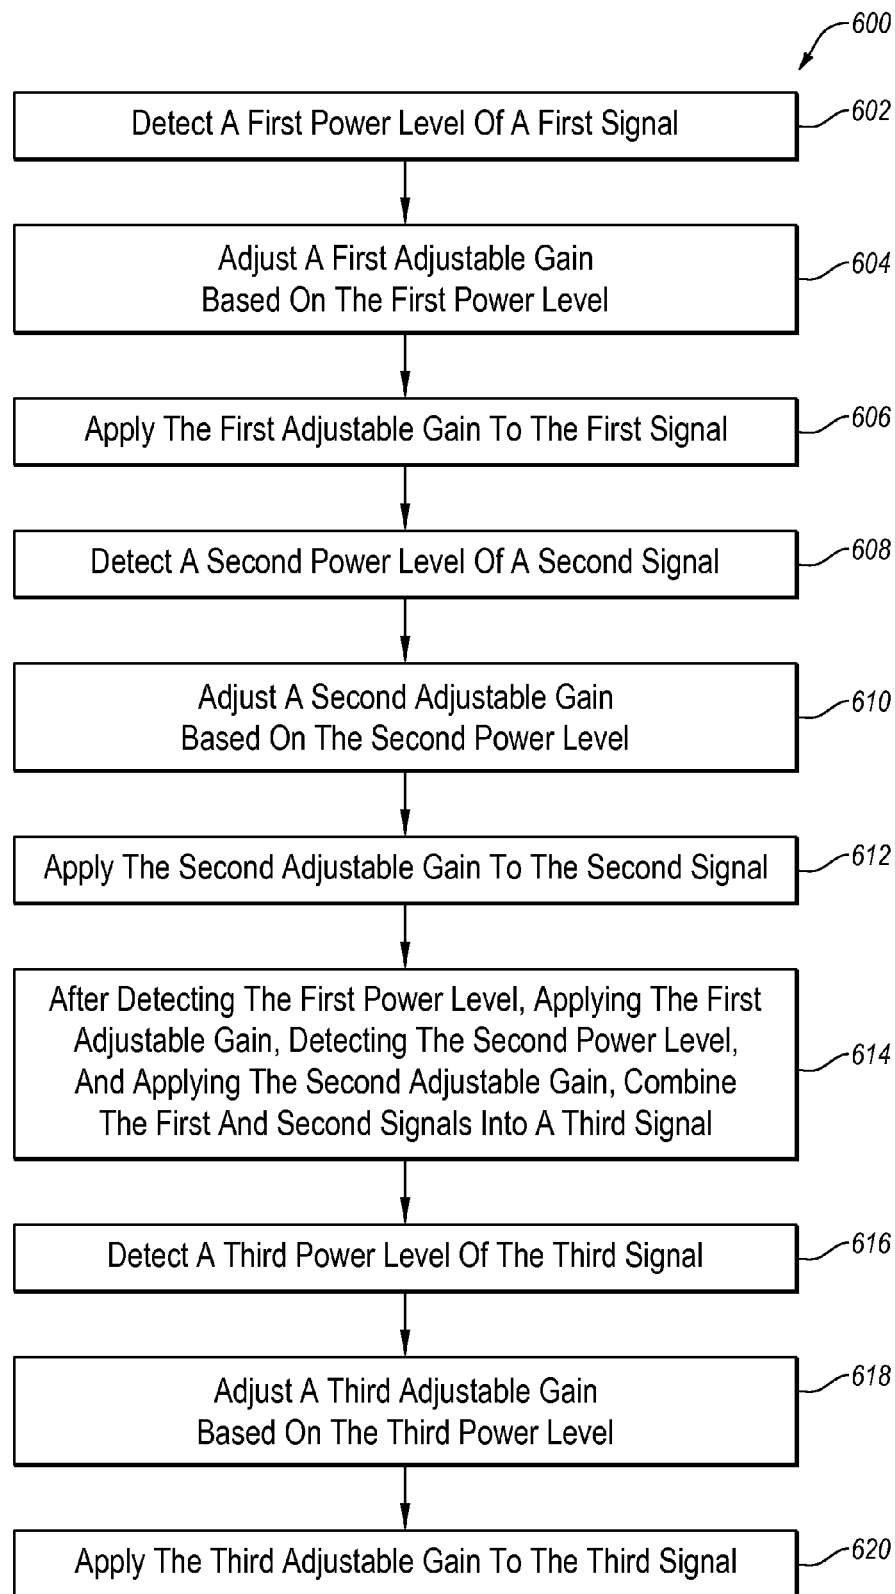 600
Detect A First Power Level Of A First Signal
602
Adjust A First Adjustable Gain
Based On The First Power Level
604
Apply The First Adjustable Gain To The First Signal
606
Detect A Second Power Level Of A Second Signal
608
Adjust A Second Adjustable Gain
Based On The Second Power Level
610
Apply The Second Adjustable Gain To The Second Signal
612
After Detecting The First Power Level, Applying The First
Adjustable Gain, Detecting The Second Power Level,
And Applying The Second Adjustable Gain, Combine
The First And Second Signals Into A Third Signal
614
Detect A Third Power Level Of The Third Signal
616
Adjust A Third Adjustable Gain
Based On The Third Power Level
618
Apply The Third Adjustable Gain To The Third Signal
620